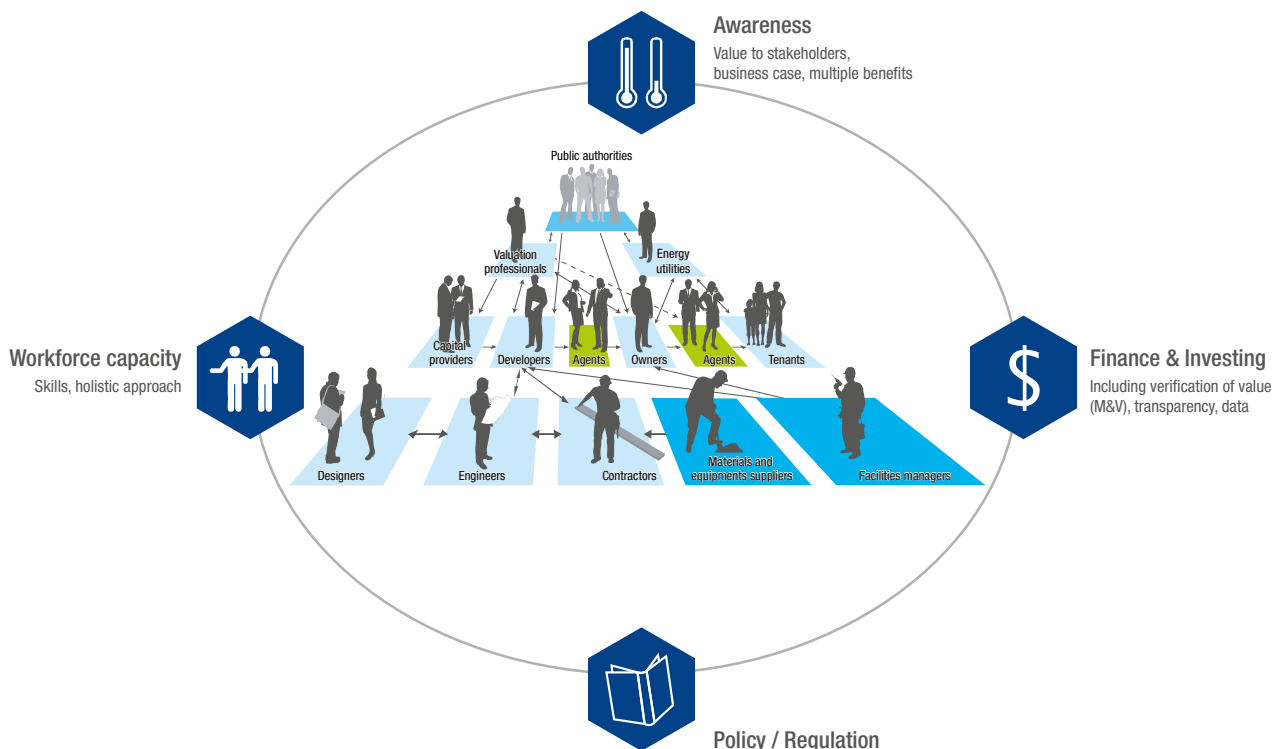 Awareness
Value to stakeholders,
business case, multiple benefits
Public authorities
Valuation
professionals
Energy
utilities
Capital
providers
Developers
Agents
Owners
Agents
Tenants
Workforce capacity
Skills, holistic approach
$
Finance & Investing
Including verification of value
(M&V), transparency, data
Designers
Engineers
Contractors
Materials and
equipments suppliers
Facilities managers
Policy / Regulation